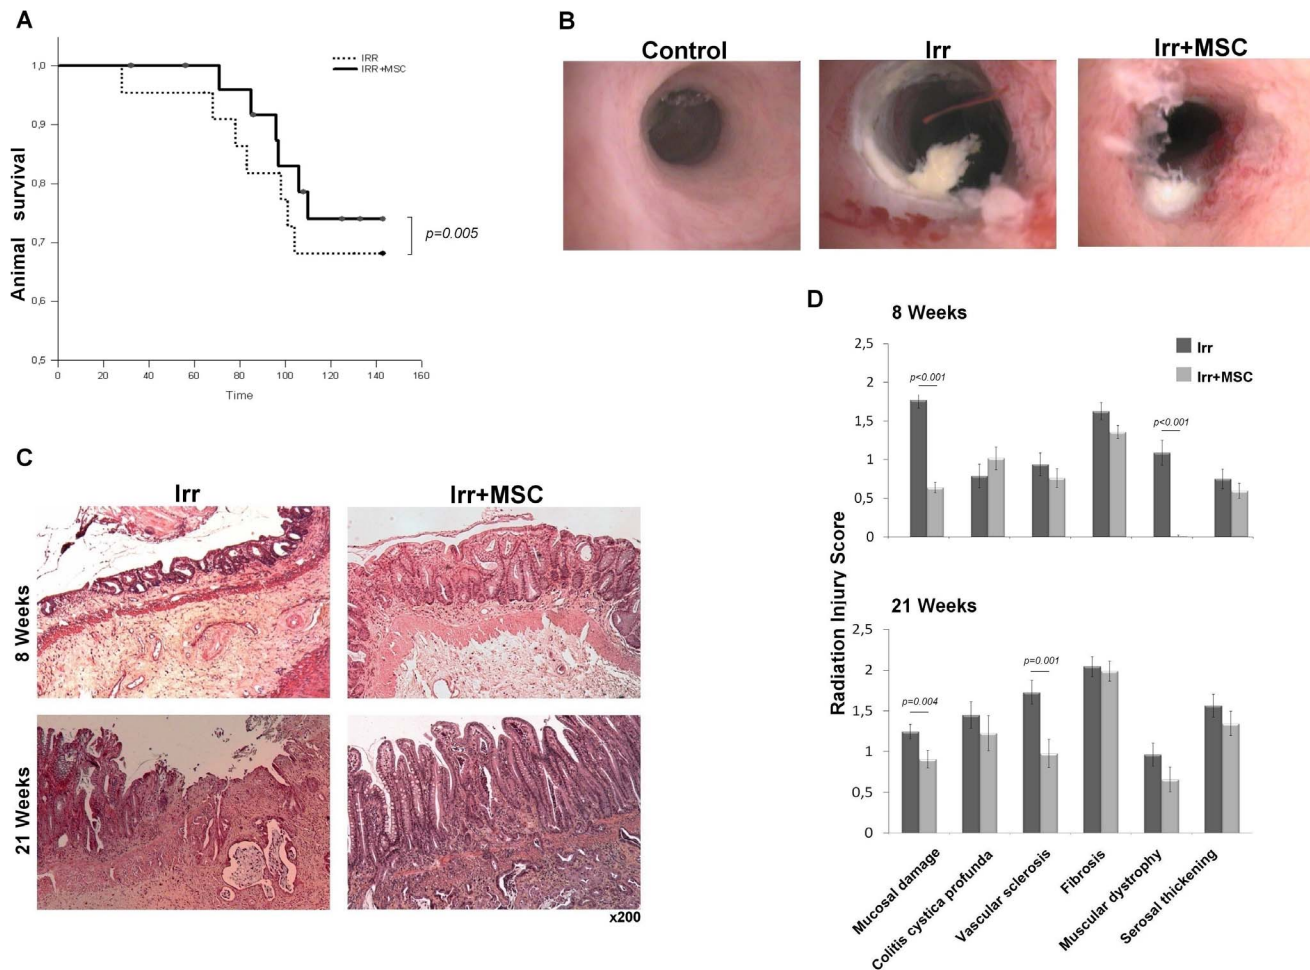 A
1,0
0,9
0,8
0,7
0,6
0,5
Animal survival
0 20 40 60 80 100 120 140 160
Time
IRR
IRR+MSC
p=0.005
B
Control Irr Irr+MSC
C
Irr Irr+MSC
8 Weeks
21 Weeks
x200
D
8 Weeks
Irr
Irr+MSC
2,5
2
1,5
1
0,5
0
p<0.001
p<0.001
Radiation Injury Score
21 Weeks
2,5
2
1,5
1
0,5
0
p=0.004
p=0.001
Mucosal damage
Colitis cystica profunda
Vascular sclerosis
Fibrosis
Muscular dystrophy
Serosal thickening